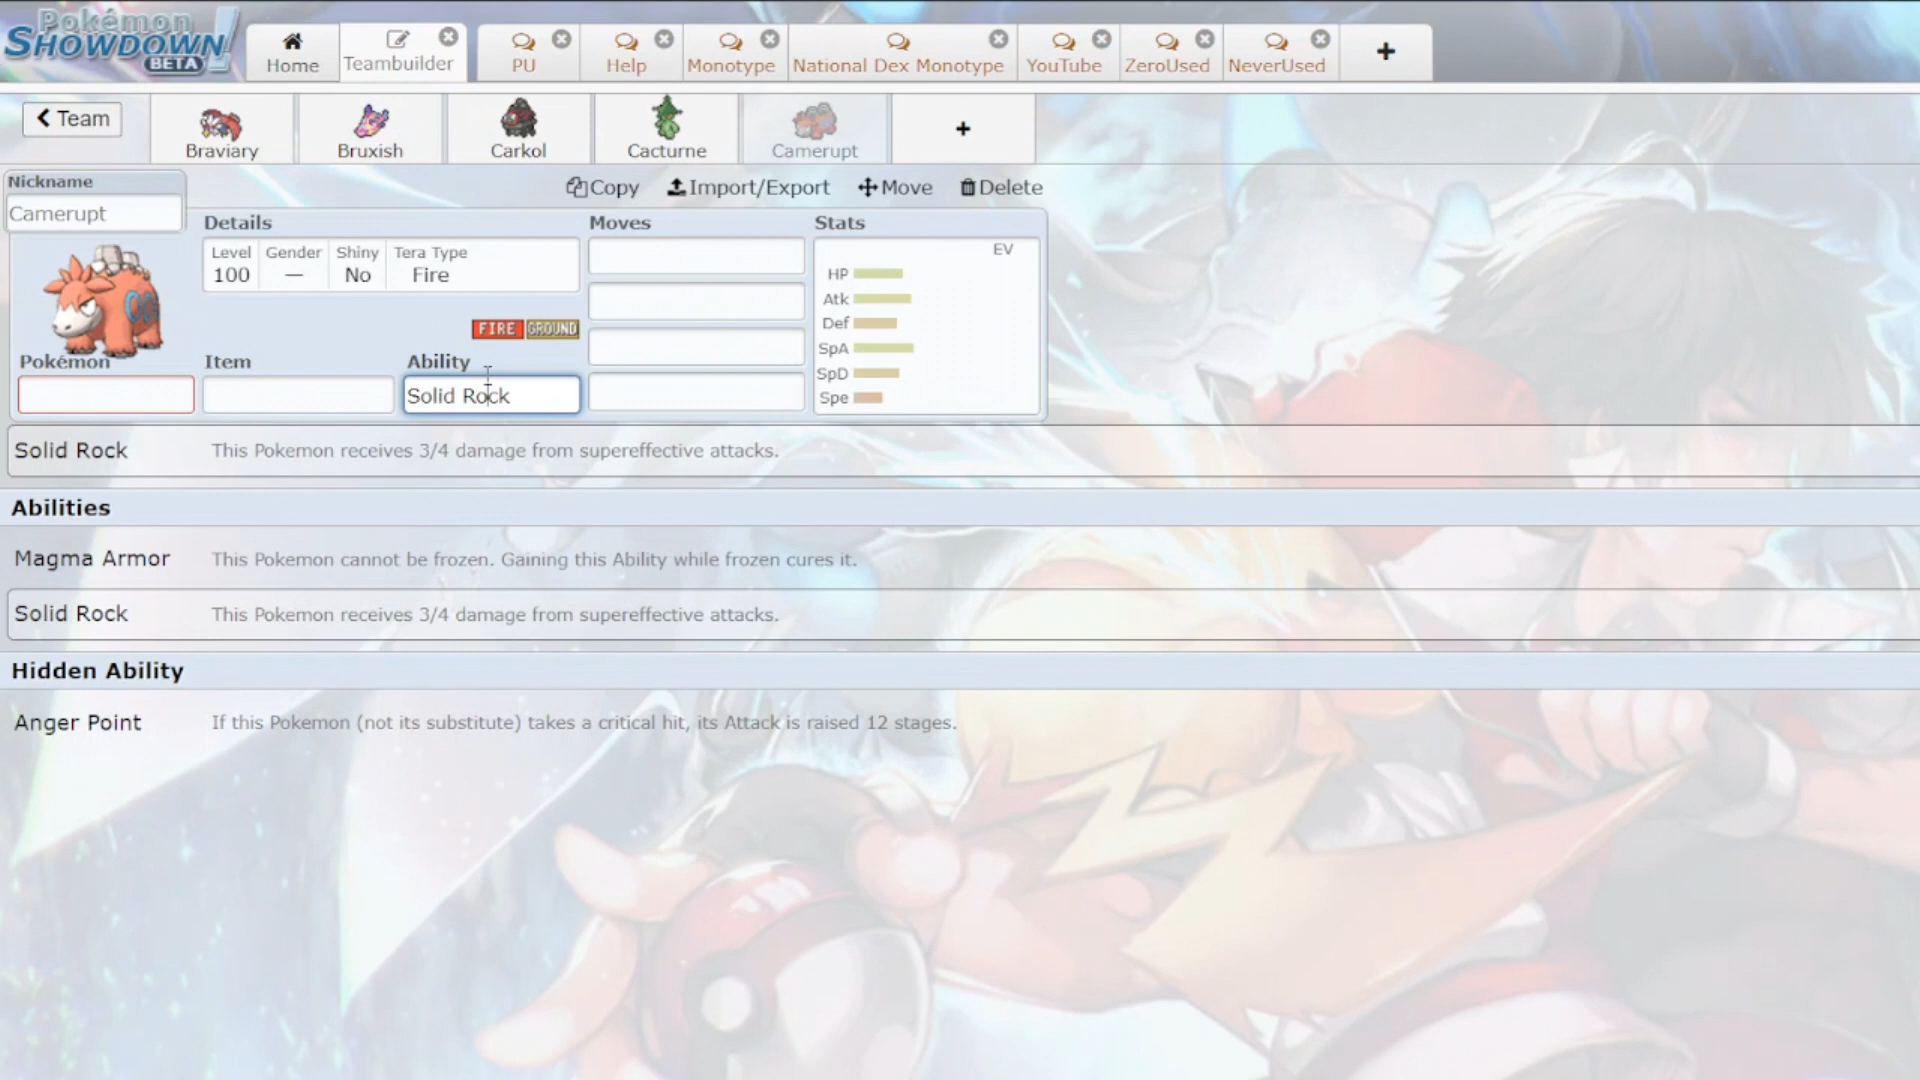 Pokémon
SHOWDOWN!
BETA
Home
Teambuilder
PU
Help
Monotype
National Dex Monotype
YouTube
ZeroUsed
NeverUsed
+
Team
Braviary
Bruxish
Carkol
Cacturne
Camerupt
+
Nickname
Camerupt
Copy
Import/Export
Move
Delete
Details
Moves
Stats
Level
Gender
Shiny
Tera Type
100
—
No
Fire
EV
HP
Atk
Def
SpA
SpD
Spe
FIRE
GROUND
Pokémon
Item
Ability
Solid Rock
Solid Rock This Pokemon receives 3/4 damage from supereffective attacks.
Abilities
Magma Armor This Pokemon cannot be frozen. Gaining this Ability while frozen cures it.
Solid Rock This Pokemon receives 3/4 damage from supereffective attacks.
Hidden Ability
Anger Point If this Pokemon (not its substitute) takes a critical hit, its Attack is raised 12 stages.